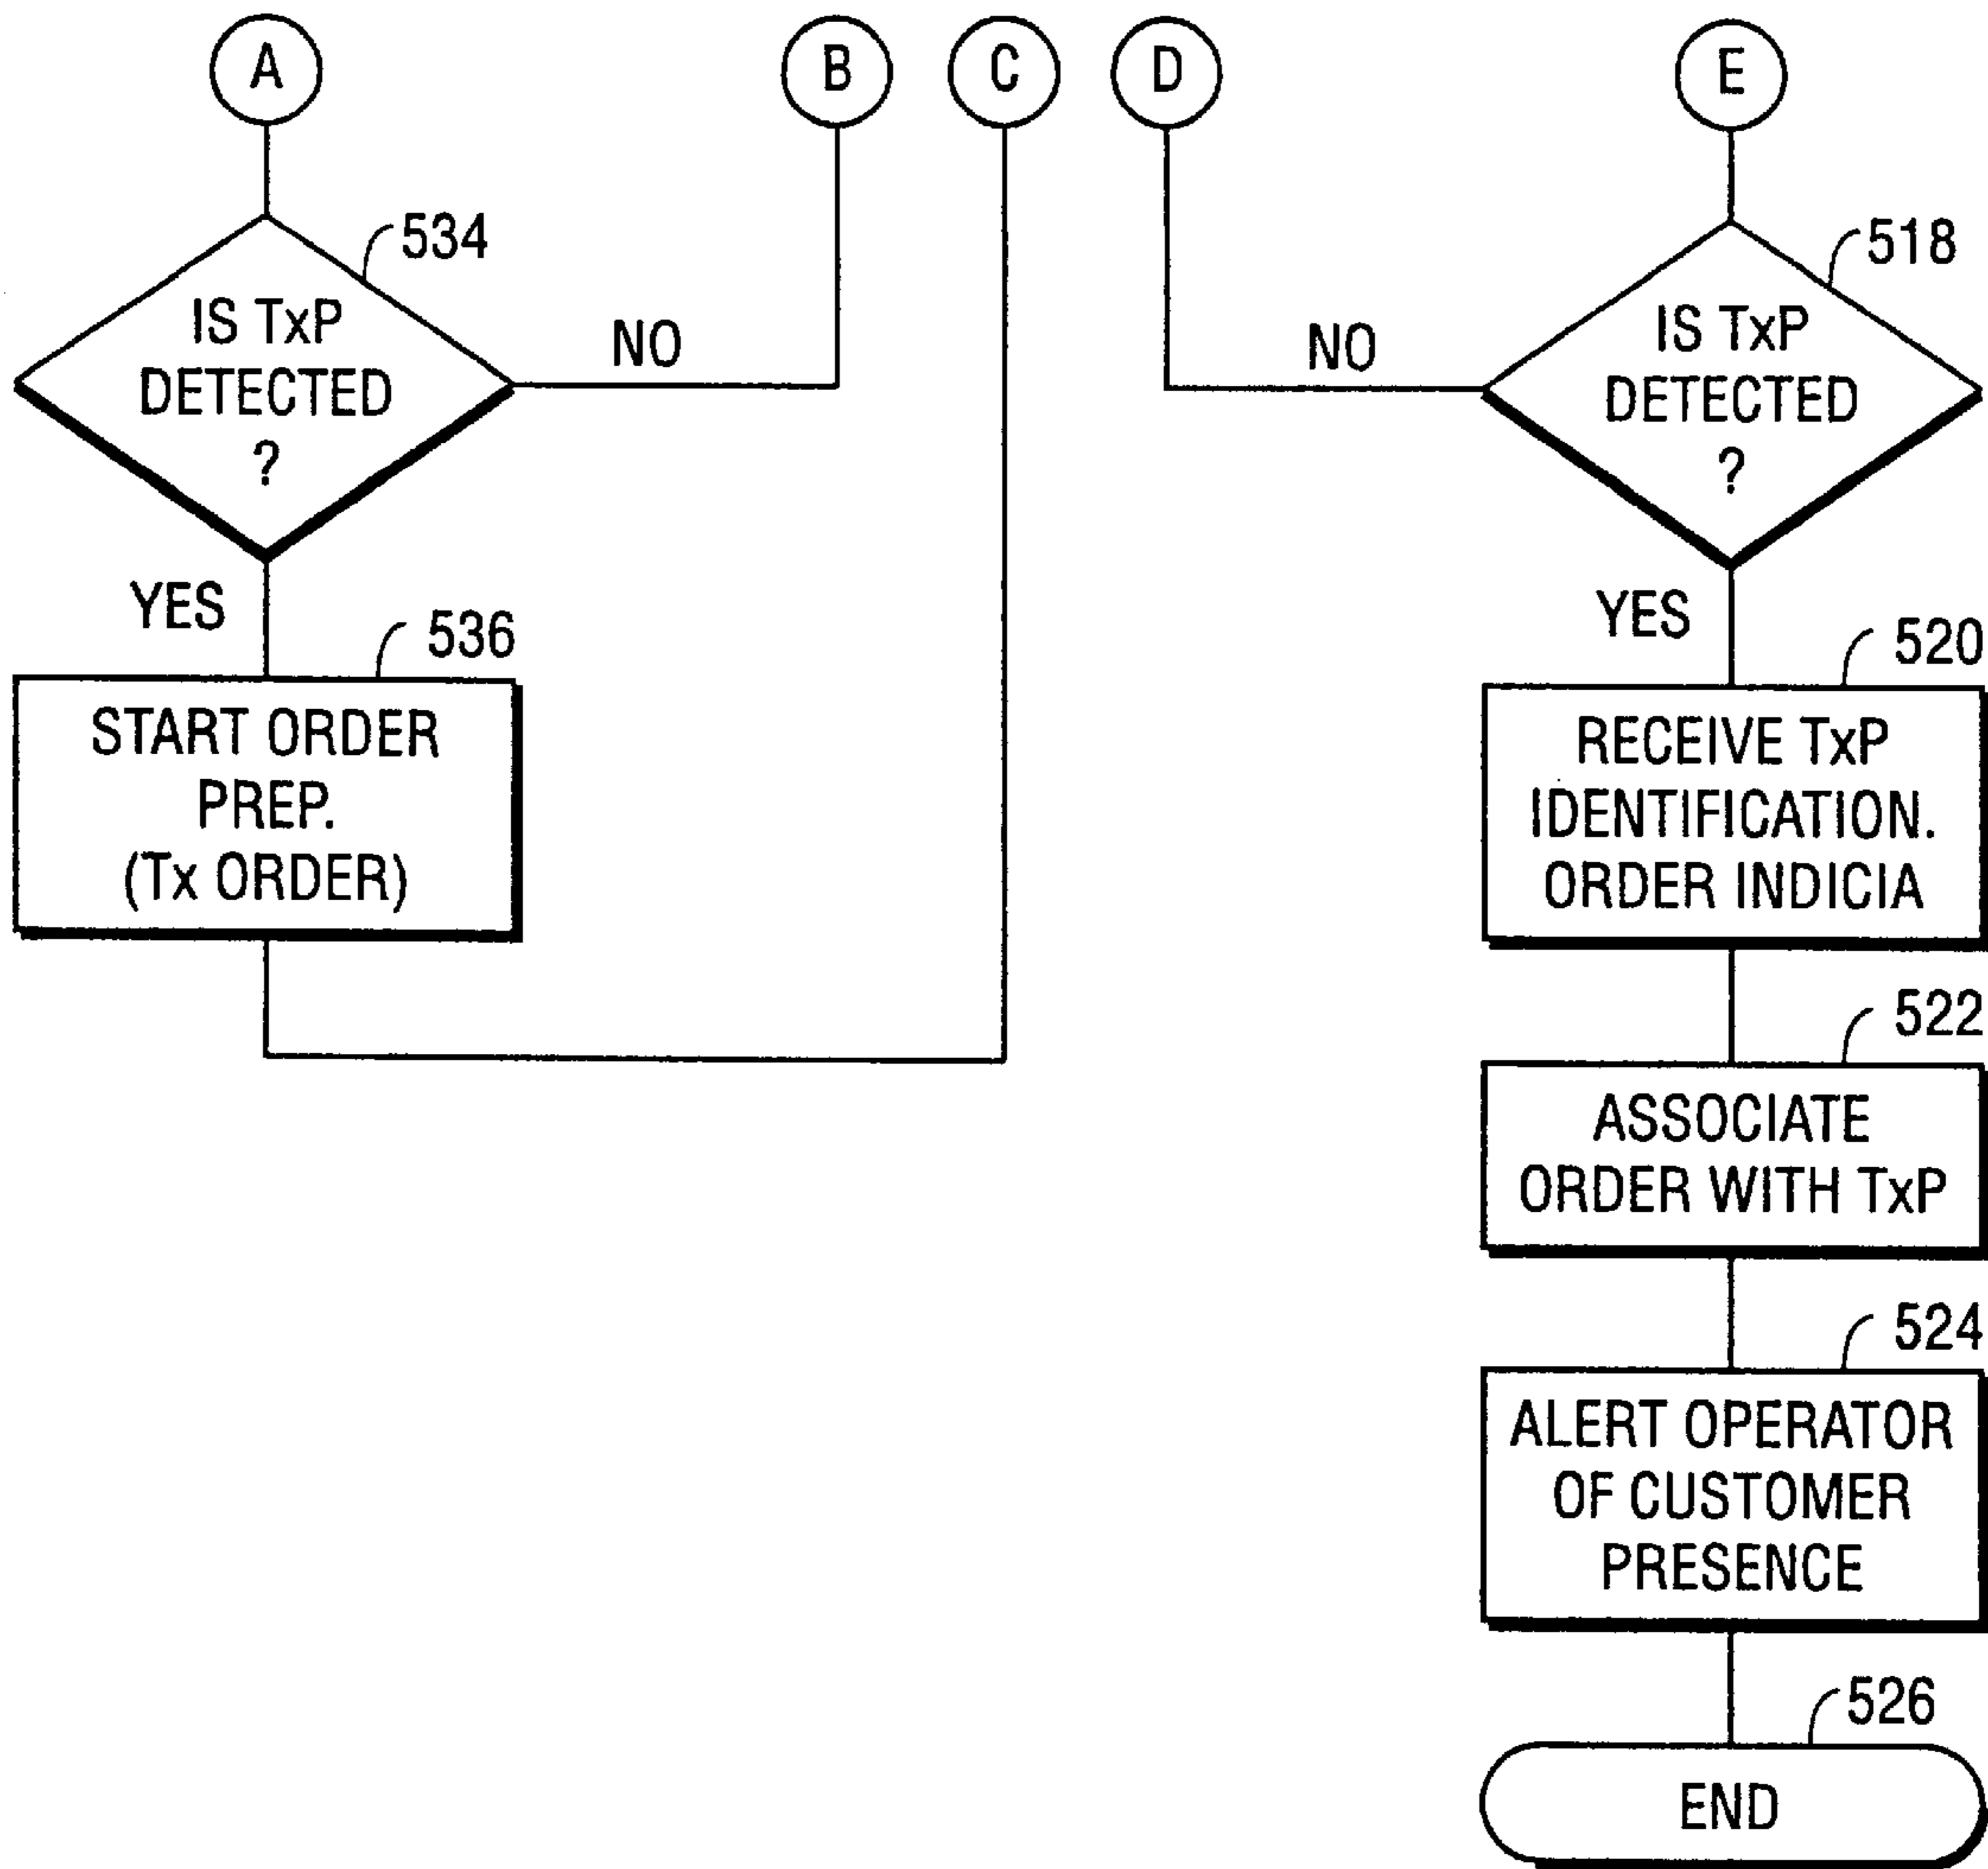 A
B
C
D
E
534
IS TxP
DETECTED
?
NO
YES
536
START ORDER
PREP.
(Tx ORDER)
518
IS TxP
DETECTED
?
NO
YES
520
RECEIVE TxP
IDENTIFICATION.
ORDER INDICIA
522
ASSOCIATE
ORDER WITH TxP
524
ALERT OPERATOR
OF CUSTOMER
PRESENCE
526
END